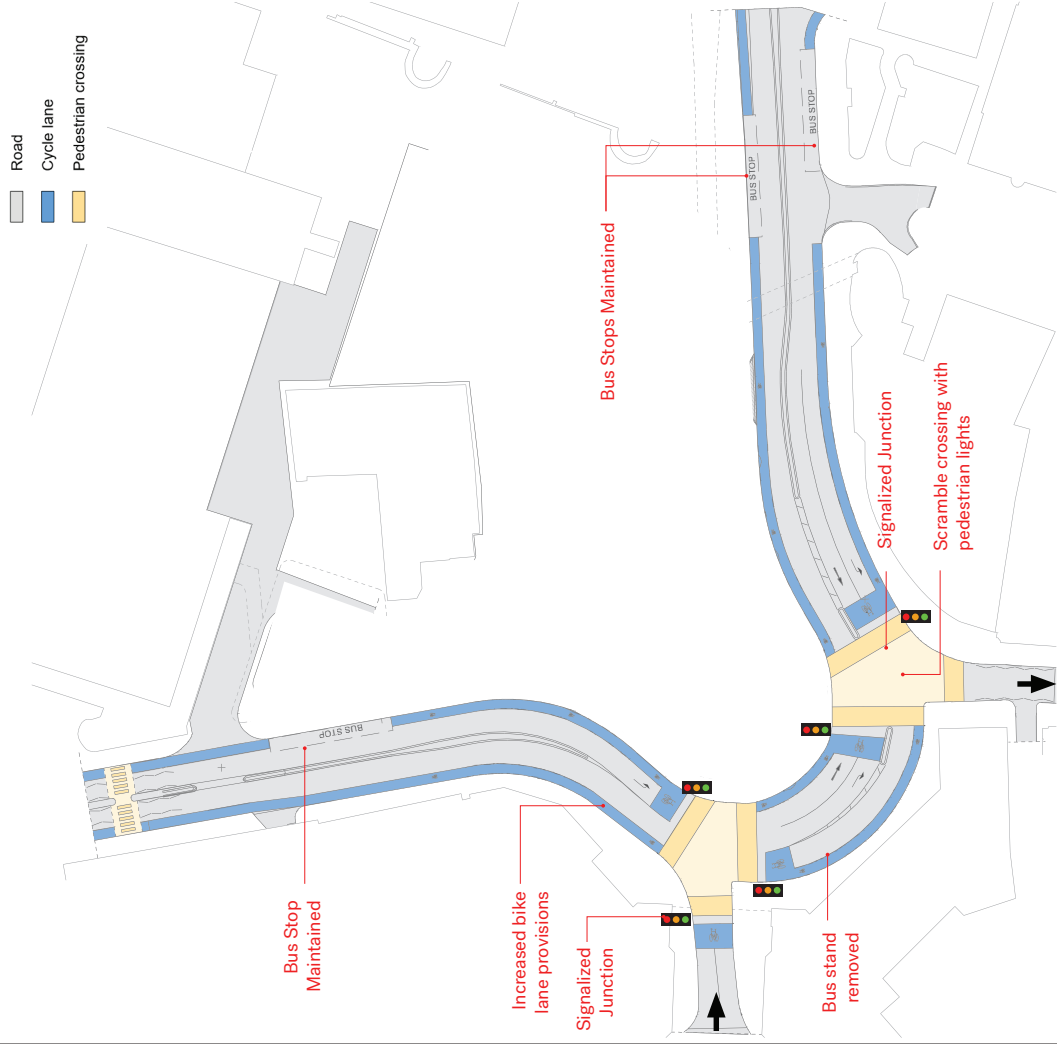 Road
Cycle lane
Pedestrian crossing
BUS STOP
BUS STOP
Bus Stops Maintained
Signalized Junction
Scramble crossing with
pedestrian lights
BUS STOP
Bus Stop
Maintained
Increased bike
lane provisions
Signalized
Junction
Bus stand
removed